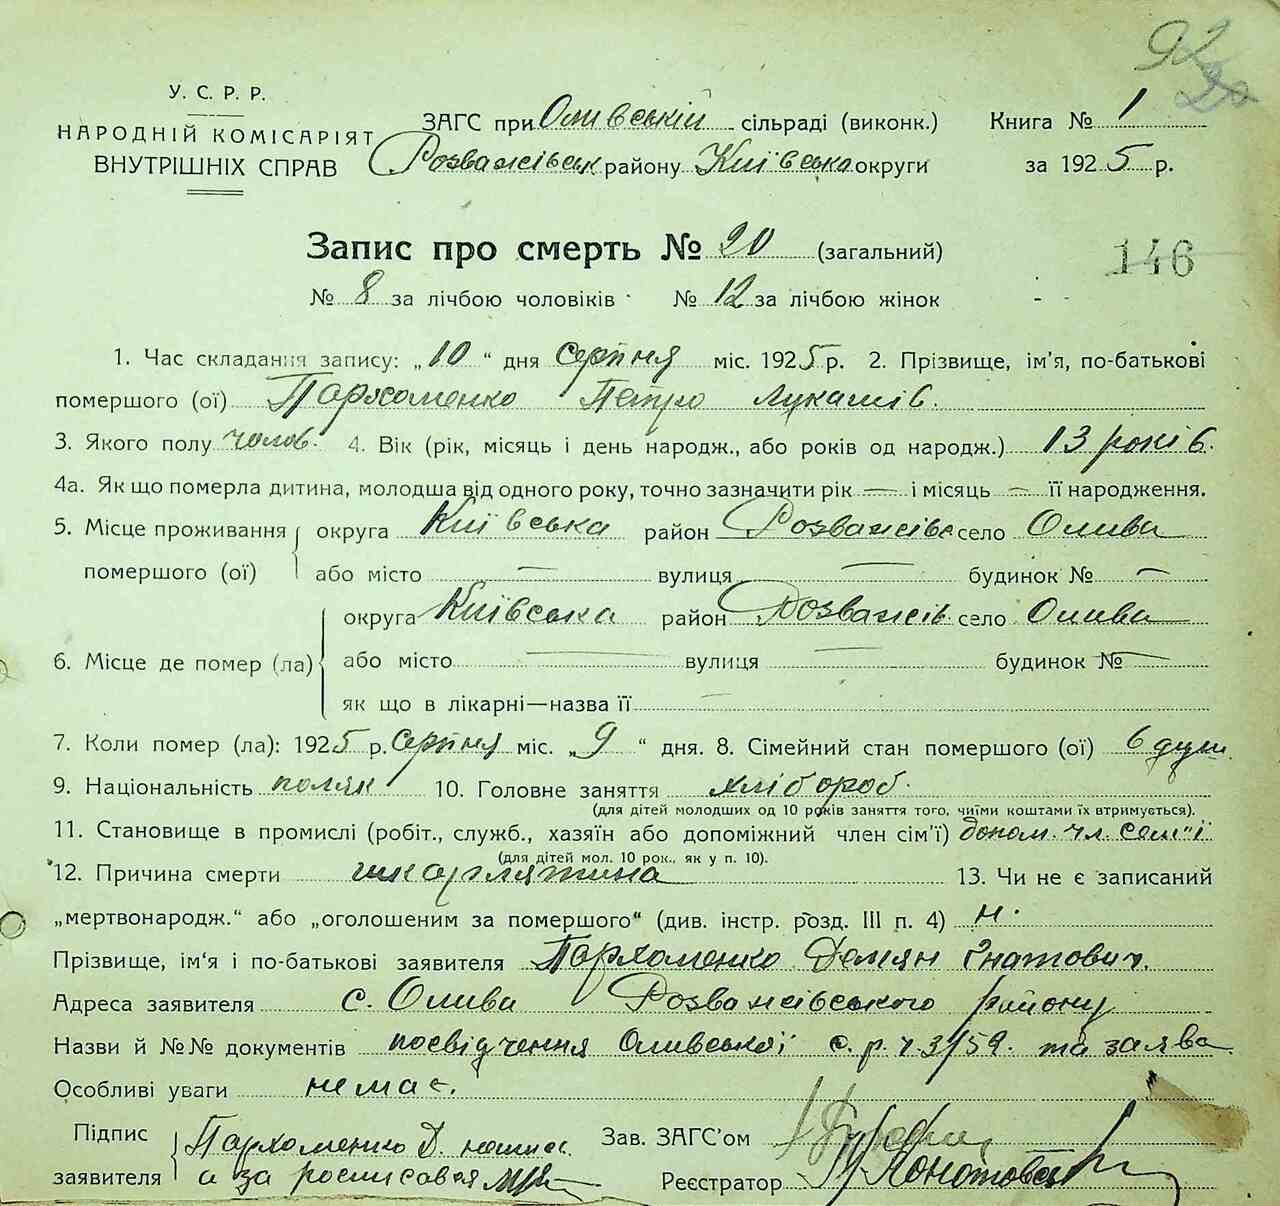 92
20
У. С. Р. Р.
НАРОДНІЙ КОМІСАРІЯТ
ВНУТРІШНІХ СПРАВ
ЗАГС при Оливській сільраді (виконк.)
Книга № 1
Розважівськ району Київська округи
за 1925 р.
Запис про смерть № 20 (загальний)
146
№ 8 за лічбою чоловіків № 12 за лічбою жінок
1. Час складання запису: „10“ дня серпня міс. 1925 р. 2. Прізвище, ім'я, по-батькові
помершого (ої) Пархоменко Петро Лукашів.
3. Якого полу чолов. 4. Вік (рік, місяць і день народж., або років од народж.) 13 років.
4а. Як що померла дитина, молодша від одного року, точно зазначити рік — і місяць — її народження.
5. Місце проживання округа Київська район Розважівс село Олива
помершого (ої) або місто — вулиця — будинок № —
округа Київська район Розважів. село Олива
6. Місце де помер (ла) або місто — вулиця — будинок № —
як що в лікарні—назва її —
7. Коли помер (ла): 1925 р. серпня міс. „9“ дня. 8. Сімейний стан помершого (ої) 6 душ.
9. Національність поляк 10. Головне заняття хлібороб.
(для дітей молодших од 10 років заняття того, чиїми коштами їх втримується).
11. Становище в промислі (робіт., служб., хазяїн або допоміжний член сім'ї) допом. чл. сем"ї
(для дітей мол. 10 рок., як у п. 10).
12. Причина смерти шкарлятина 13. Чи не є записаний
„мертвонародж.“ або „оголошеним за помершого“ (див. інстр. розд. III п. 4) н.
Прізвище, ім'я і по-батькові заявителя Пархоменко Демян Гнатович.
Адреса заявителя с. Олива Розважівського району
Назви й №№ документів посвідчення Оливської с. р. ч. 3/59. та заява
Особливі уваги немає.
Підпис Пархоменко Д. Зав. ЗАГС'ом
заявителя а за росписався Реєстратор